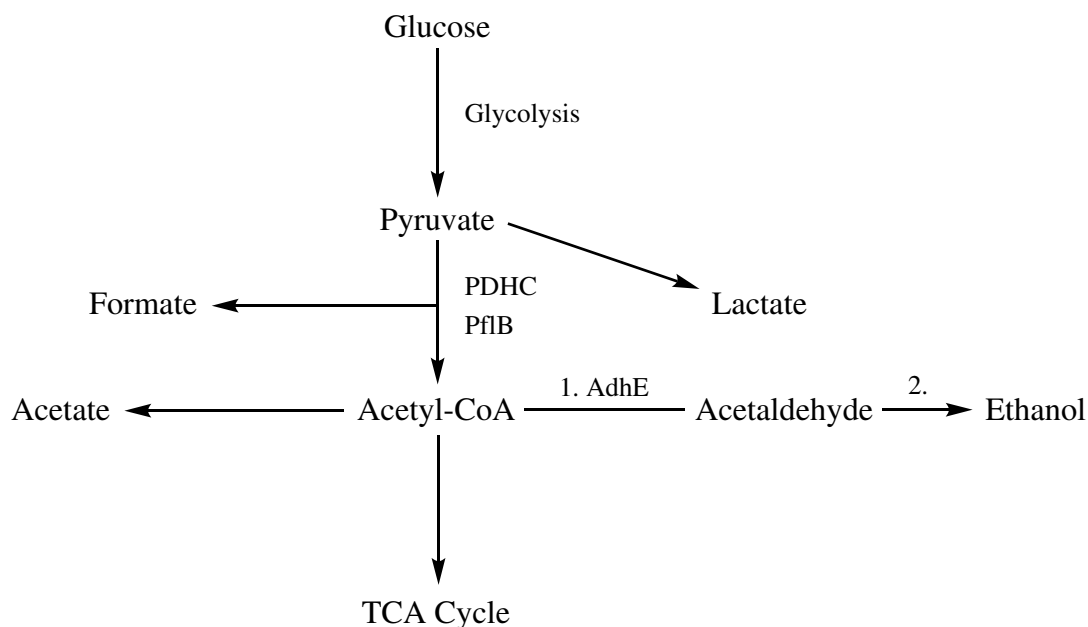 Glucose
Glycolysis
Pyruvate
PDHC
PflB
Formate
Lactate
Acetate
Acetyl-CoA
1. AdhE
Acetaldehyde
2.
Ethanol
TCA Cycle